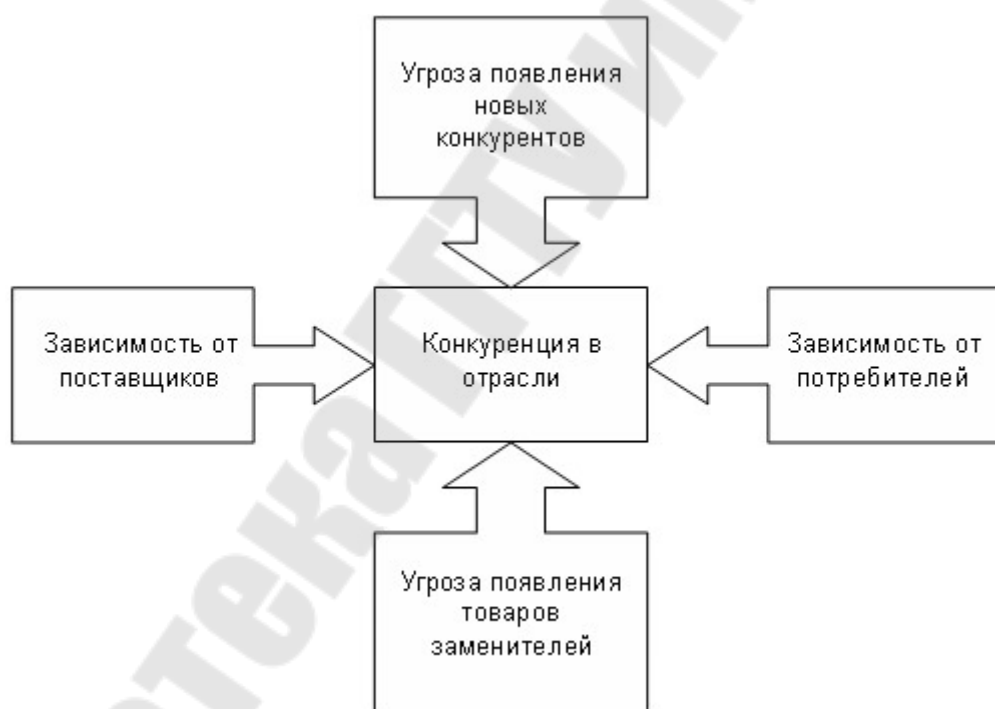 Угроза появления
новых
конкурентов
Зависимость от
поставщиков
Конкуренция в
отрасли
Зависимость от
потребителей
Угроза появления
товаров
заменителей